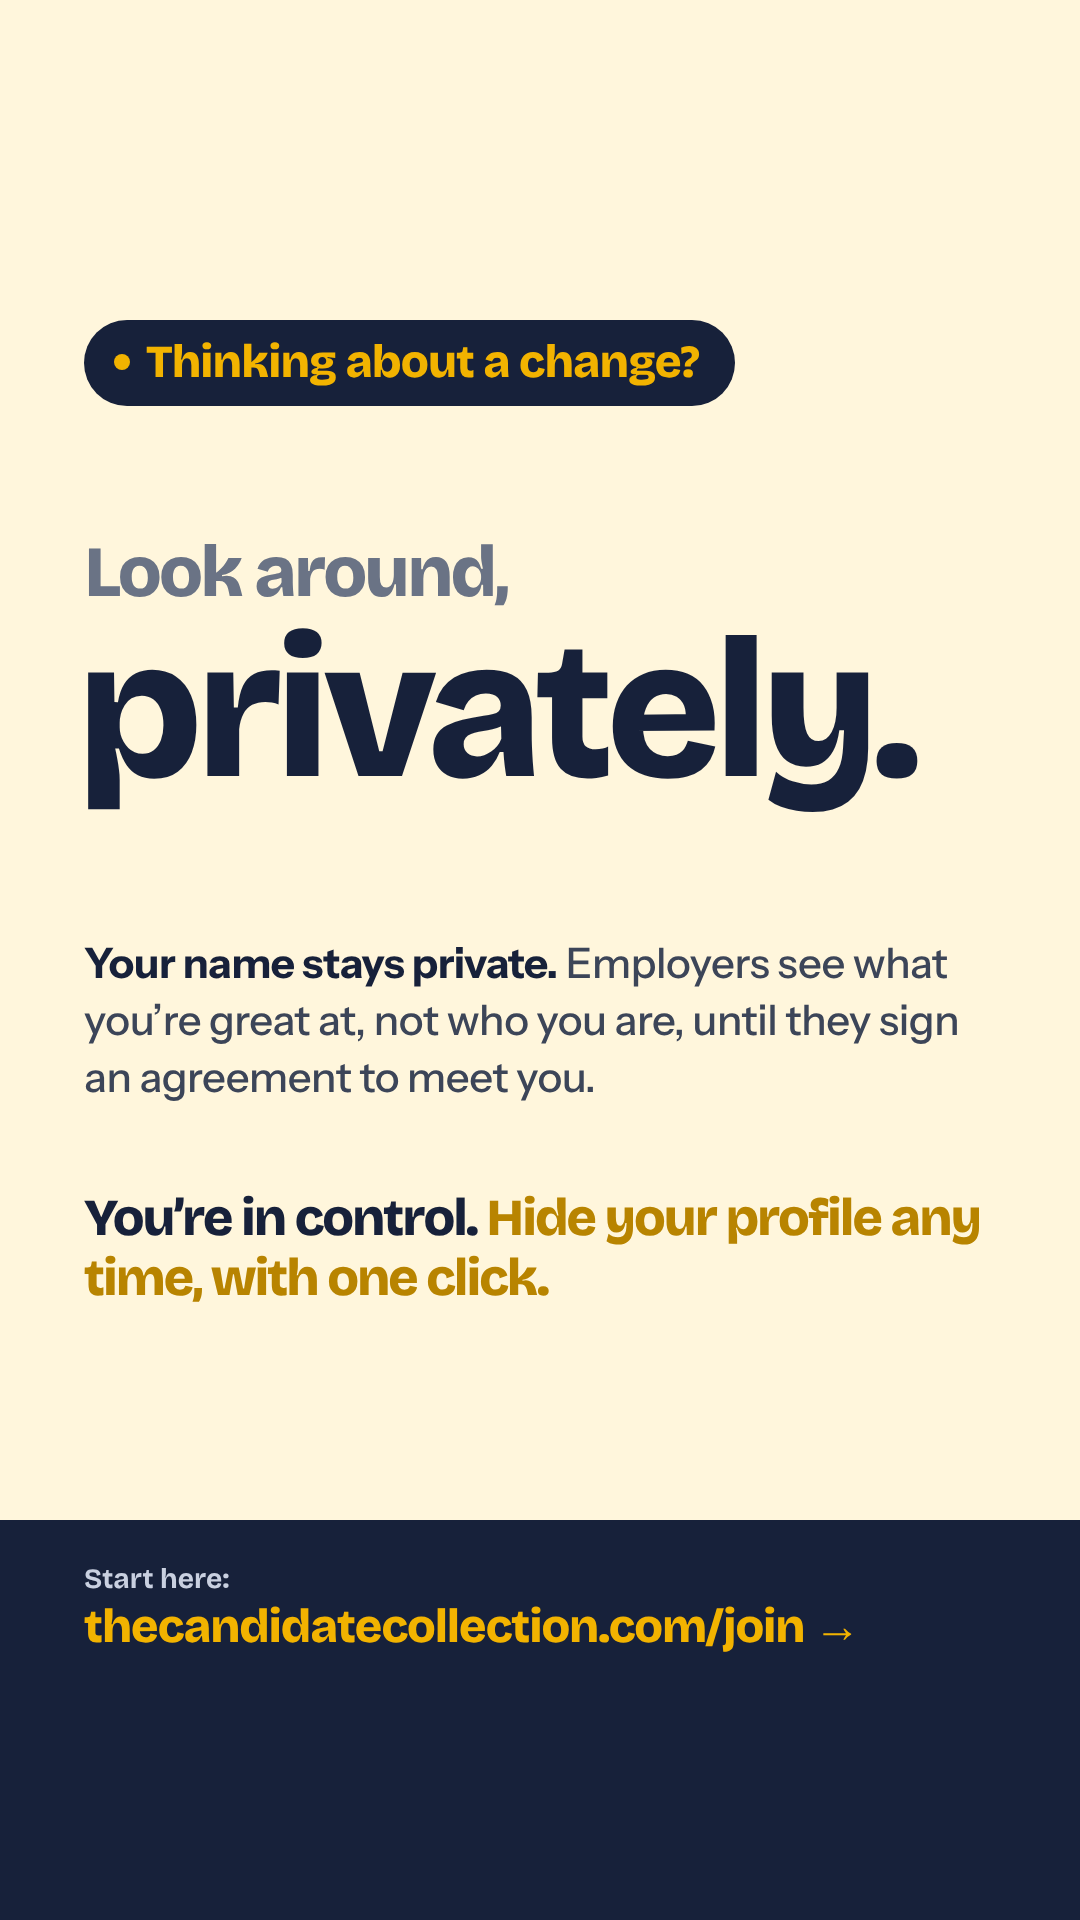 • Thinking about a change?
Look around,
privately.
Your name stays private. Employers see what
you’re great at, not who you are, until they sign
an agreement to meet you.
You’re in control. Hide your profile any
time, with one click.
Start here:
thecandidatecollection.com/join →